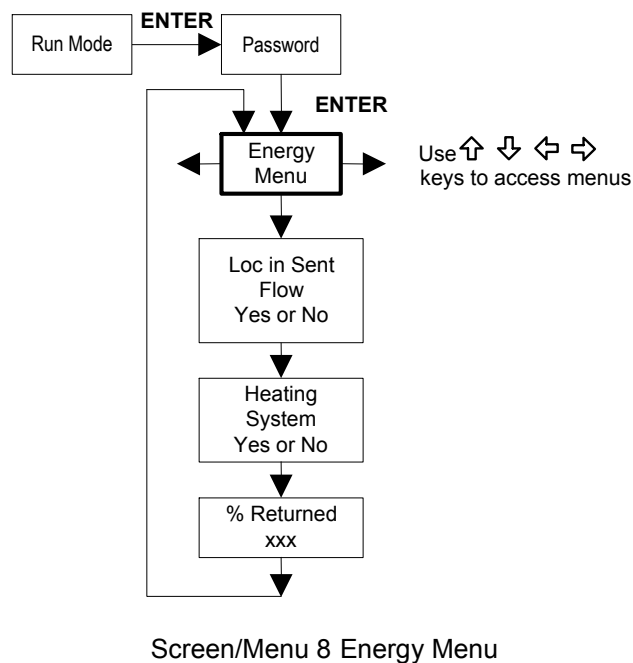 ENTER
Run Mode
Password
ENTER
Energy
Menu
Use
keys to access menus
Loc in Sent
Flow
Yes or No
Heating
System
Yes or No
% Returned
xxx
Screen/Menu 8 Energy Menu